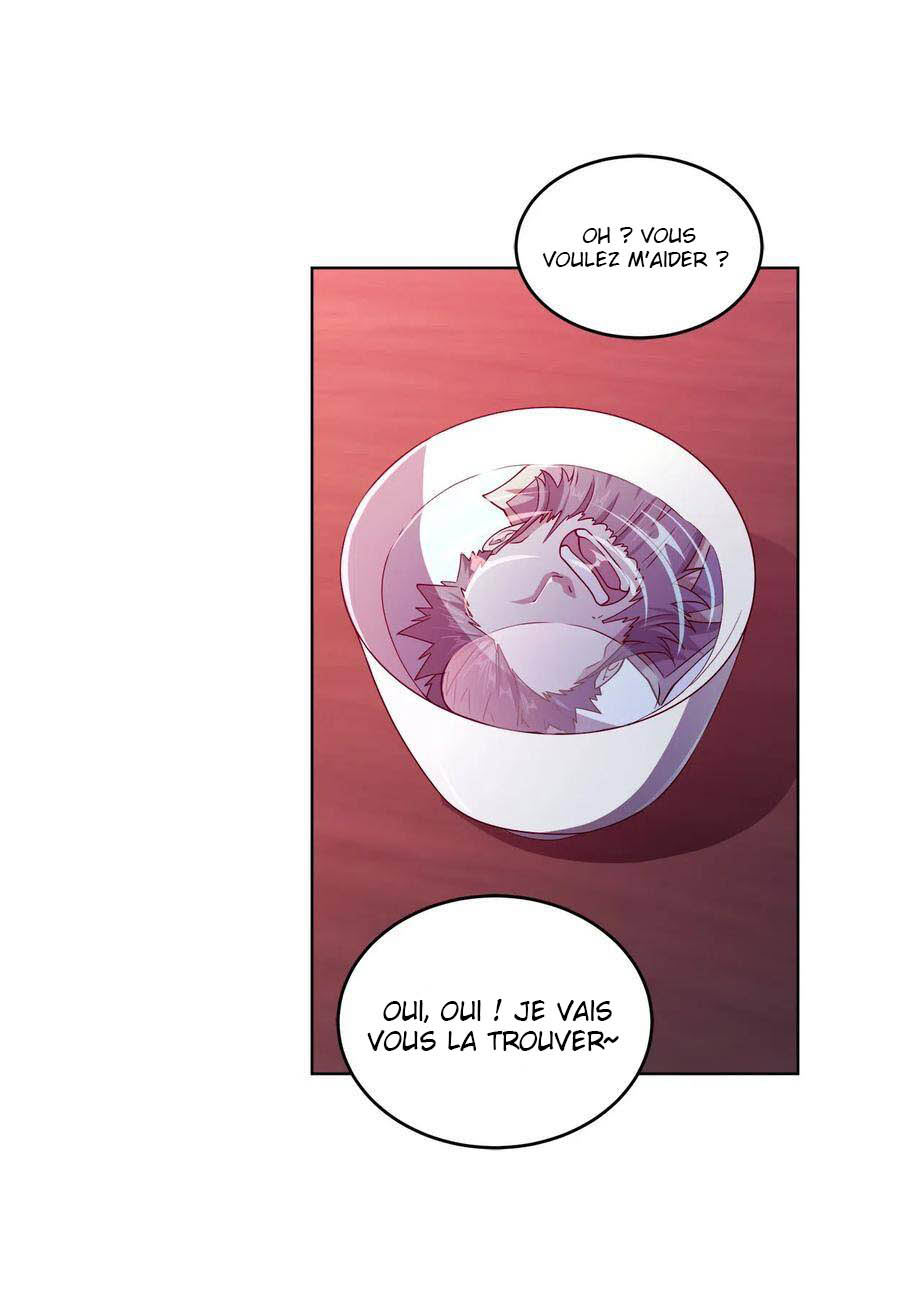 OH ? VOUS
VOULEZ M'AIDER ?
OUI, OUI ! JE VAIS
VOUS LA TROUVER~